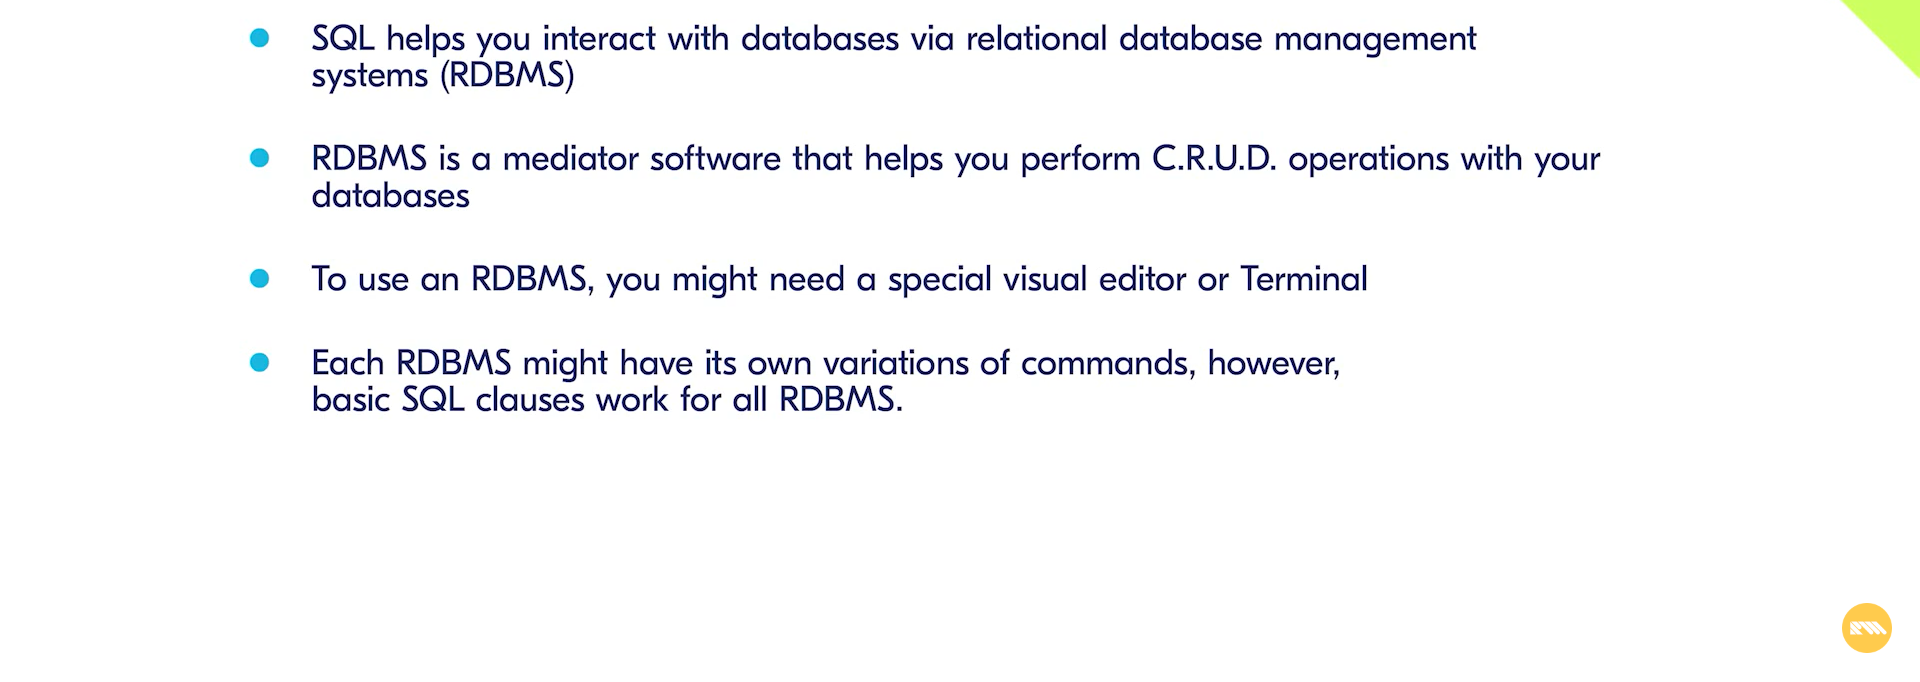 SQL helps you interact with databases via relational database management
systems (RDBMS)
RDBMS is a mediator software that helps you perform C.R.U.D. operations with your
databases
To use an RDBMS, you might need a special visual editor or Terminal
Each RDBMS might have its own variations of commands, however,
basic SQL clauses work for all RDBMS.